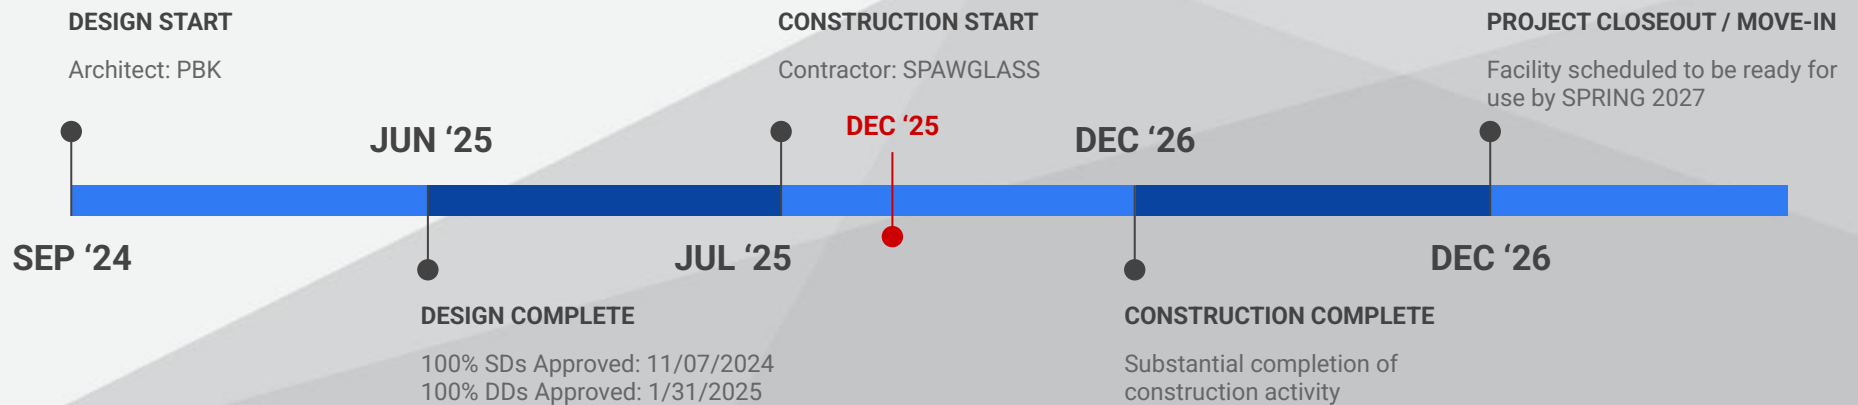 DESIGN START
Architect: PBK
CONSTRUCTION START
Contractor: SPAWGLASS
PROJECT CLOSEOUT / MOVE-IN
Facility scheduled to be ready for
use by SPRING 2027
JUN ‘25
DEC ‘25
DEC ‘26
SEP ‘24
JUL ‘25
DEC ‘26
DESIGN COMPLETE
100% SDs Approved: 11/07/2024
100% DDs Approved: 1/31/2025
CONSTRUCTION COMPLETE
Substantial completion of
construction activity